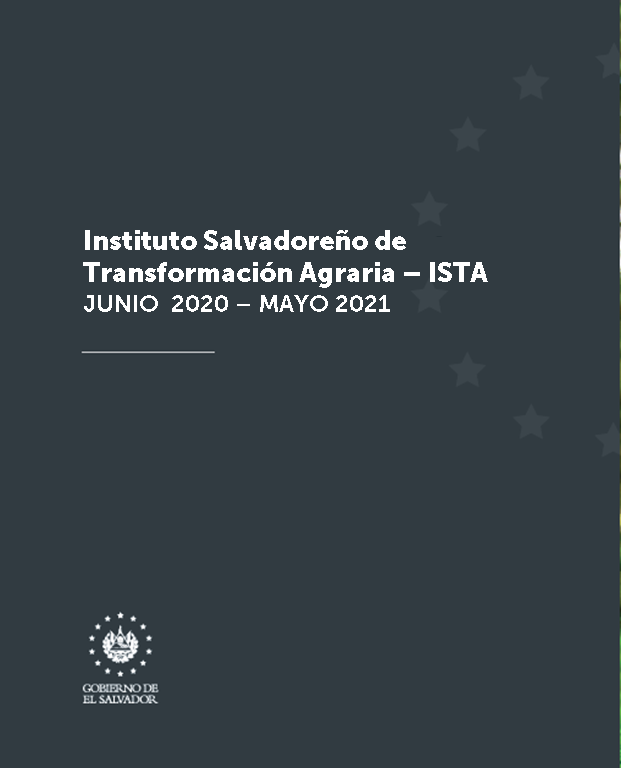 Instituto Salvadoreño de
Transformación Agraria – ISTA
JUNIO 2020 – MAYO 2021
GOBIERNO DE
EL SALVADOR